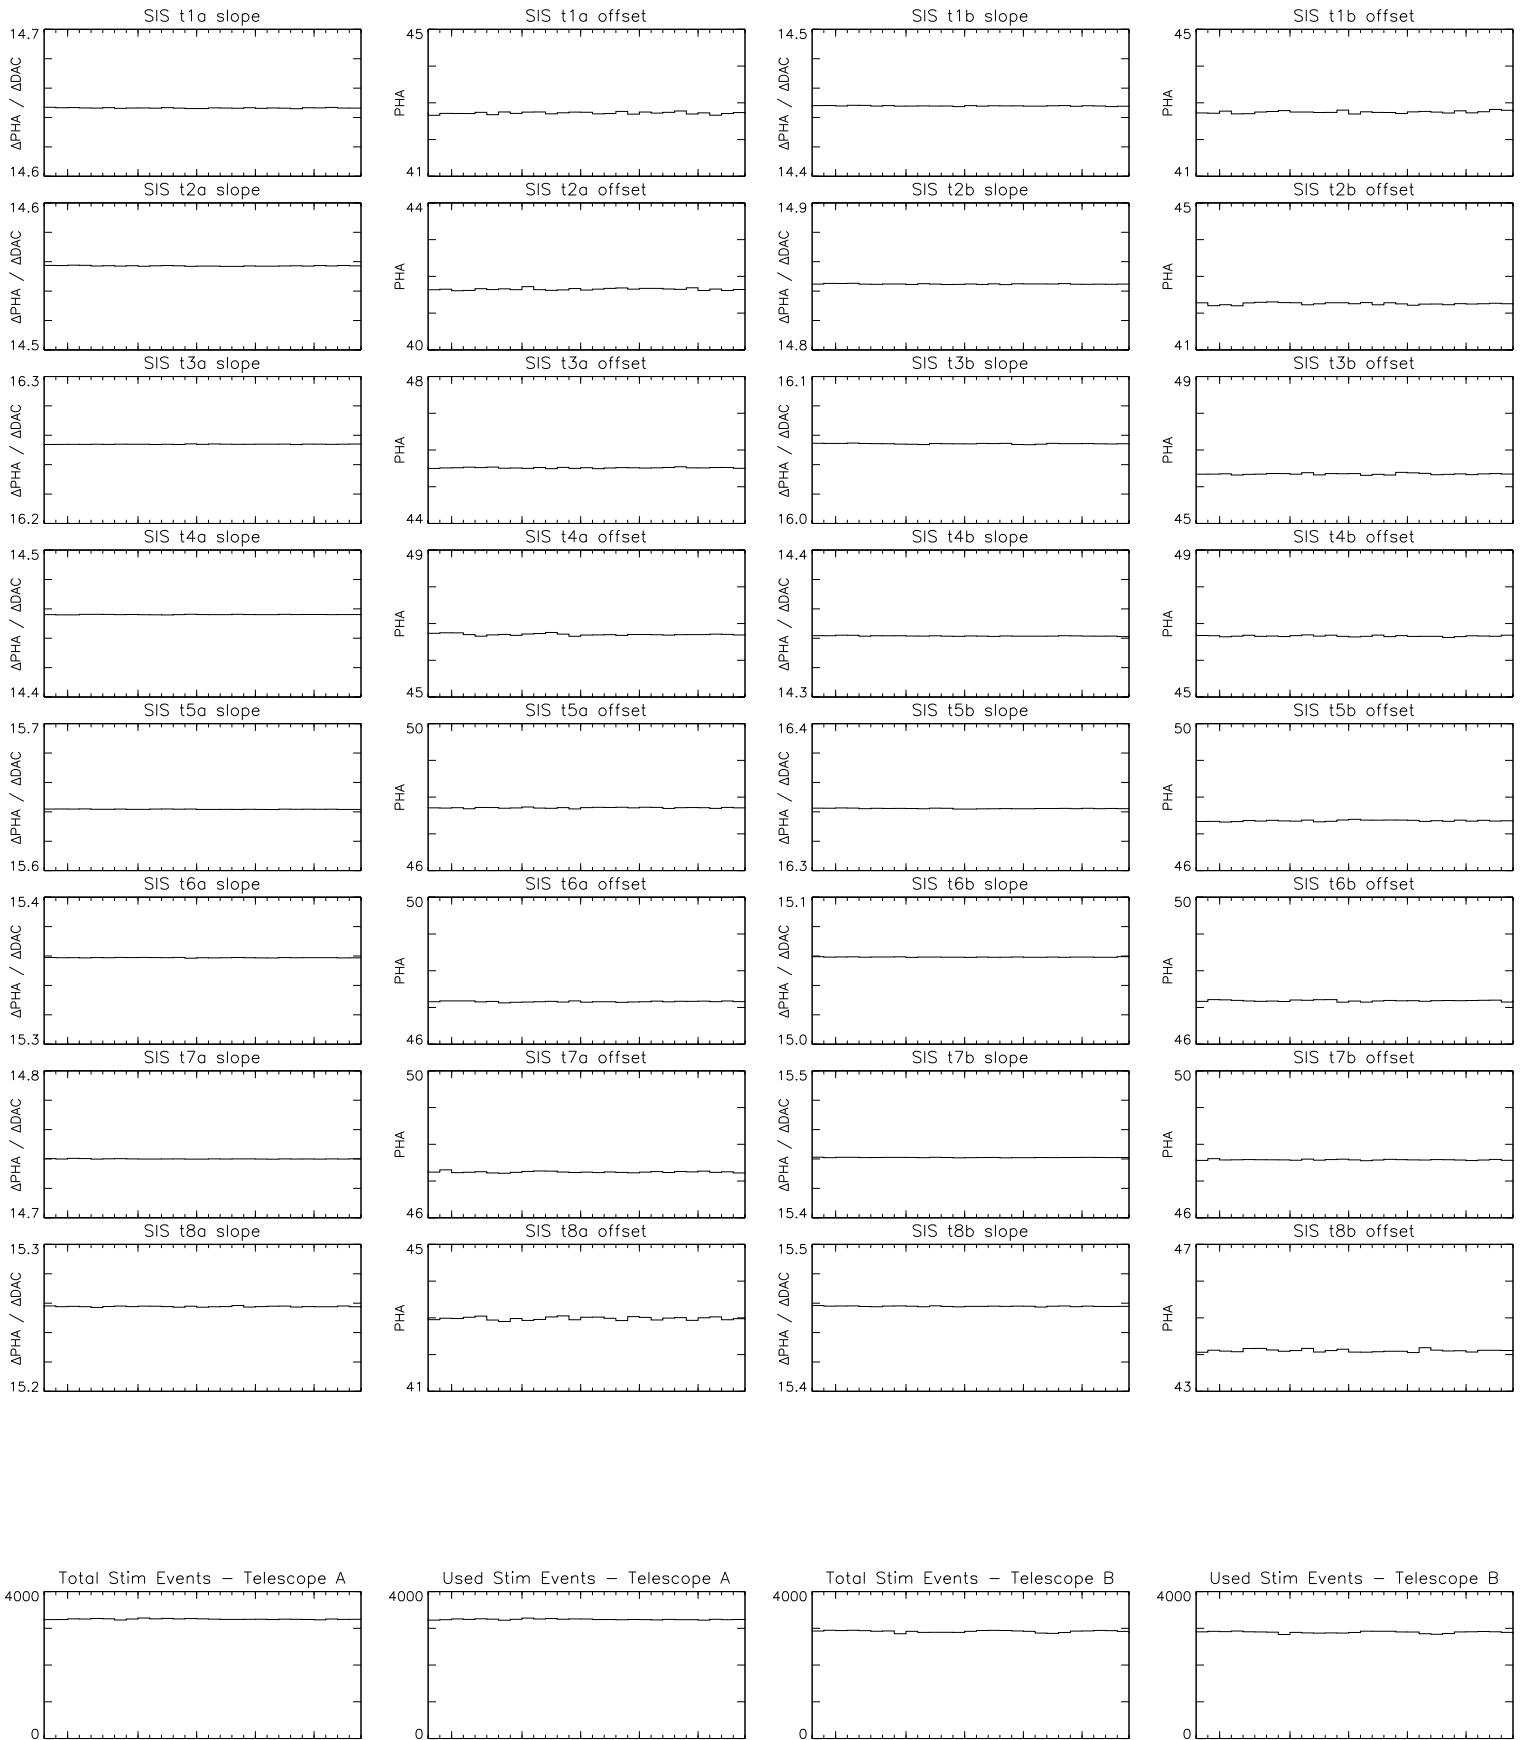 SIS t1a slope SIS t1a offset SIS t1b slope SIS t1b offset
14.7 45 14.5 45
ΔPHA / ΔDAC PHA ΔPHA / ΔDAC PHA
14.6 41 14.4 41
SIS t2a slope SIS t2a offset SIS t2b slope SIS t2b offset
14.6 44 14.9 45
ΔPHA / ΔDAC PHA ΔPHA / ΔDAC PHA
14.5 40 14.8 41
SIS t3a slope SIS t3a offset SIS t3b slope SIS t3b offset
16.3 48 16.1 49
ΔPHA / ΔDAC PHA ΔPHA / ΔDAC PHA
16.2 44 16.0 45
SIS t4a slope SIS t4a offset SIS t4b slope SIS t4b offset
14.5 49 14.4 49
ΔPHA / ΔDAC PHA ΔPHA / ΔDAC PHA
14.4 45 14.3 45
SIS t5a slope SIS t5a offset SIS t5b slope SIS t5b offset
15.7 50 16.4 50
ΔPHA / ΔDAC PHA ΔPHA / ΔDAC PHA
15.6 46 16.3 46
SIS t6a slope SIS t6a offset SIS t6b slope SIS t6b offset
15.4 50 15.1 50
ΔPHA / ΔDAC PHA ΔPHA / ΔDAC PHA
15.3 46 15.0 46
SIS t7a slope SIS t7a offset SIS t7b slope SIS t7b offset
14.8 50 15.5 50
ΔPHA / ΔDAC PHA ΔPHA / ΔDAC PHA
14.7 46 15.4 46
SIS t8a slope SIS t8a offset SIS t8b slope SIS t8b offset
15.3 45 15.5 47
ΔPHA / ΔDAC PHA ΔPHA / ΔDAC PHA
15.2 41 15.4 43
Total Stim Events – Telescope A Used Stim Events – Telescope A Total Stim Events – Telescope B Used Stim Events – Telescope B
4000 4000 4000 4000
0 0 0 0